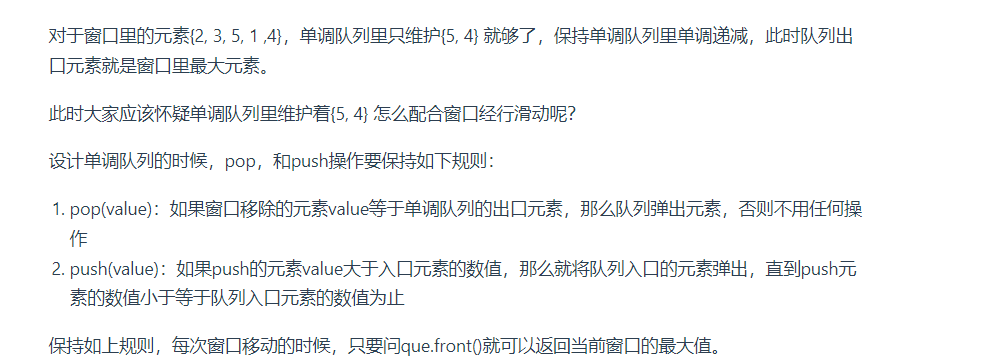 对于窗口里的元素{2, 3, 5, 1 ,4}，单调队列里只维护{5, 4} 就够了，保持单调队列里单调递减，此时队列出
口元素就是窗口里最大元素。
此时大家应该怀疑单调队列里维护着{5, 4} 怎么配合窗口经行滑动呢？
设计单调队列的时候，pop，和push操作要保持如下规则：
1. pop(value)：如果窗口移除的元素value等于单调队列的出口元素，那么队列弹出元素，否则不用任何操
作
2. push(value)：如果push的元素value大于入口元素的数值，那么就将队列入口的元素弹出，直到push元
素的数值小于等于队列入口元素的数值为止
保持如上规则，每次窗口移动的时候，只要问que.front()就可以返回当前窗口的最大值。